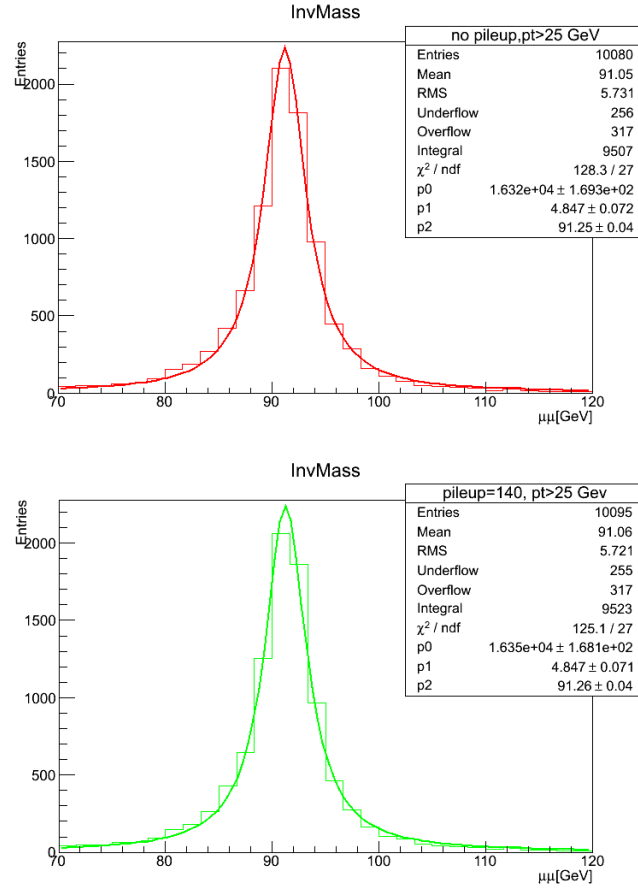 InvMass
no pileup,pt>25 GeV
Entries 10080
Mean 91.05
RMS 5.731
Underflow 256
Overflow 317
Integral 9507
χ² / ndf 128.3 / 27
p0 1.632e+04 ± 1.693e+02
p1 4.847 ± 0.072
p2 91.25 ± 0.04
Entries
2000
1500
1000
500
0
70 80 90 100 110 120
μμ[GeV]
InvMass
pileup=140, pt>25 Gev
Entries 10095
Mean 91.06
RMS 5.721
Underflow 255
Overflow 317
Integral 9523
χ² / ndf 125.1 / 27
p0 1.635e+04 ± 1.681e+02
p1 4.847 ± 0.071
p2 91.26 ± 0.04
Entries
2000
1500
1000
500
0
70 80 90 100 110 120
μμ[GeV]